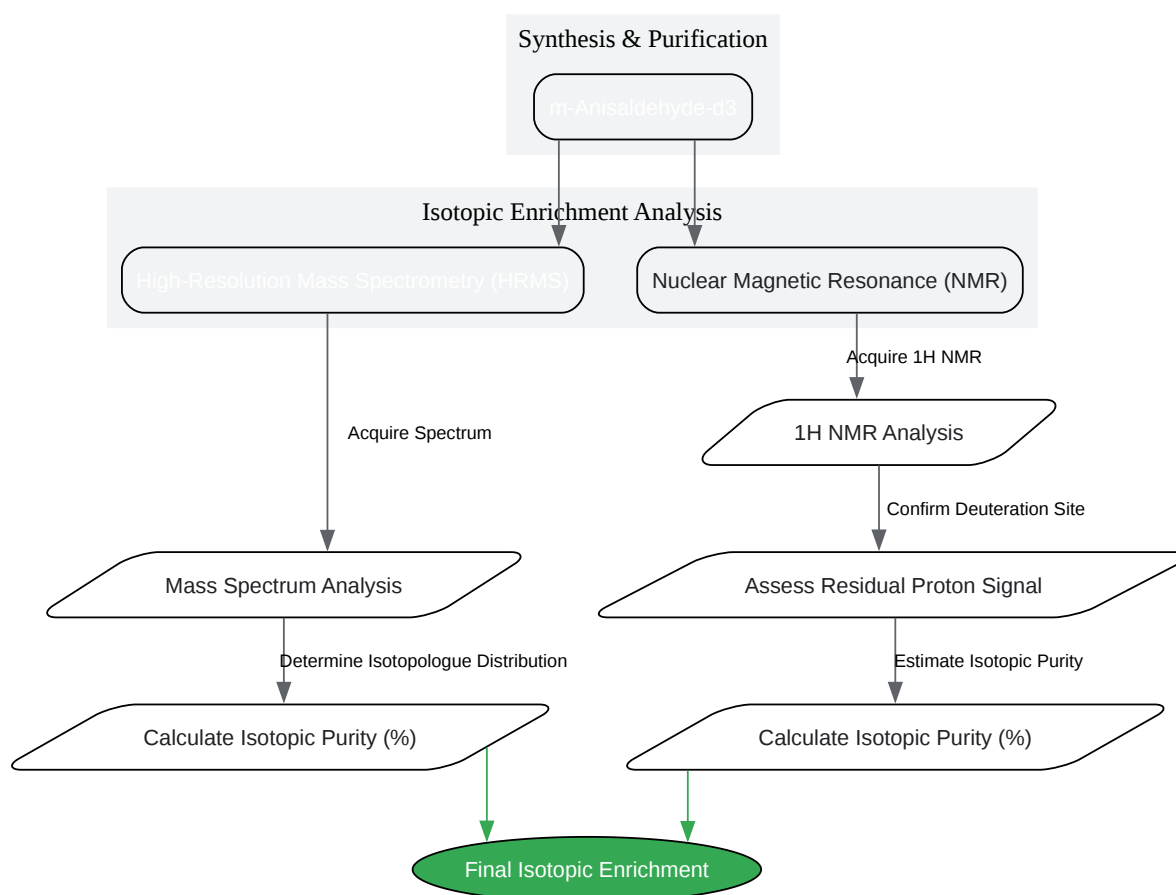 Synthesis & Purification
m-Anisaldehyde-d3
Isotopic Enrichment Analysis
High-Resolution Mass Spectrometry (HRMS)
Nuclear Magnetic Resonance (NMR)
Acquire 1H NMR
Acquire Spectrum
1H NMR Analysis
Confirm Deuteration Site
Mass Spectrum Analysis
Assess Residual Proton Signal
Determine Isotopologue Distribution
Estimate Isotopic Purity
Calculate Isotopic Purity (%)
Calculate Isotopic Purity (%)
Final Isotopic Enrichment